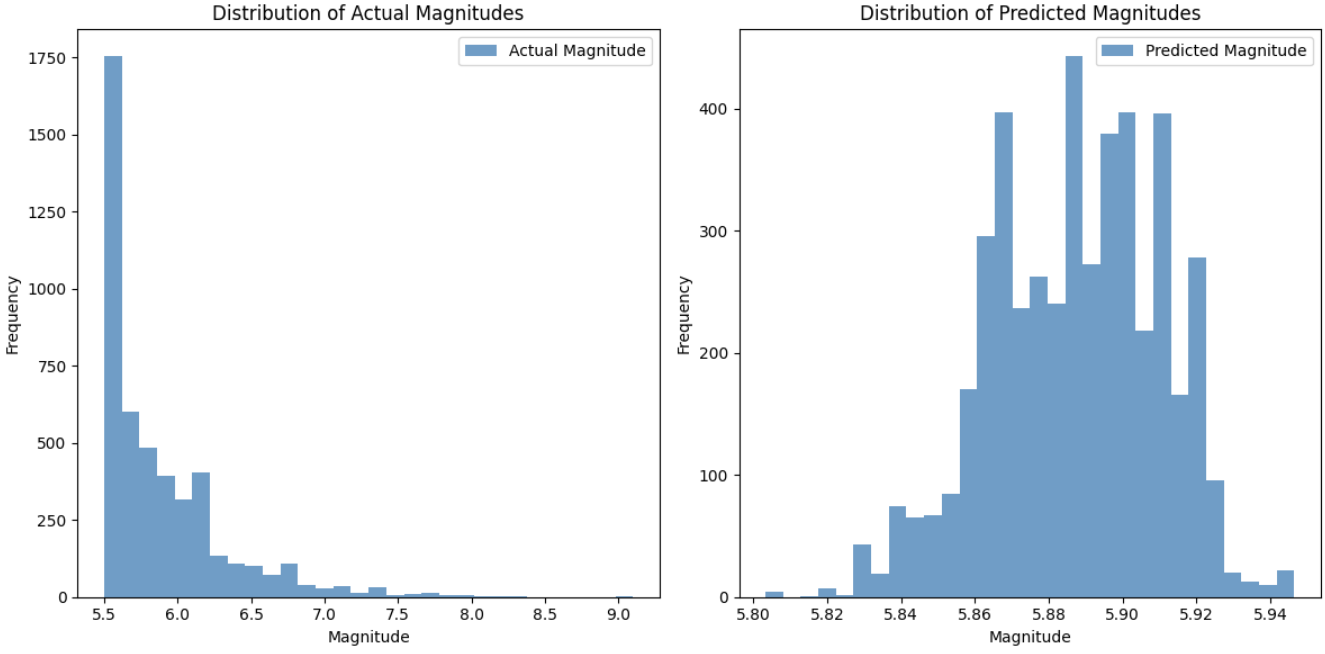 Distribution of Actual Magnitudes
Actual Magnitude
1750
1500
1250
1000
750
500
250
0
Frequency
5.5 6.0 6.5 7.0 7.5 8.0 8.5 9.0
Magnitude
Distribution of Predicted Magnitudes
Predicted Magnitude
400
300
200
100
0
Frequency
5.80 5.82 5.84 5.86 5.88 5.90 5.92 5.94
Magnitude